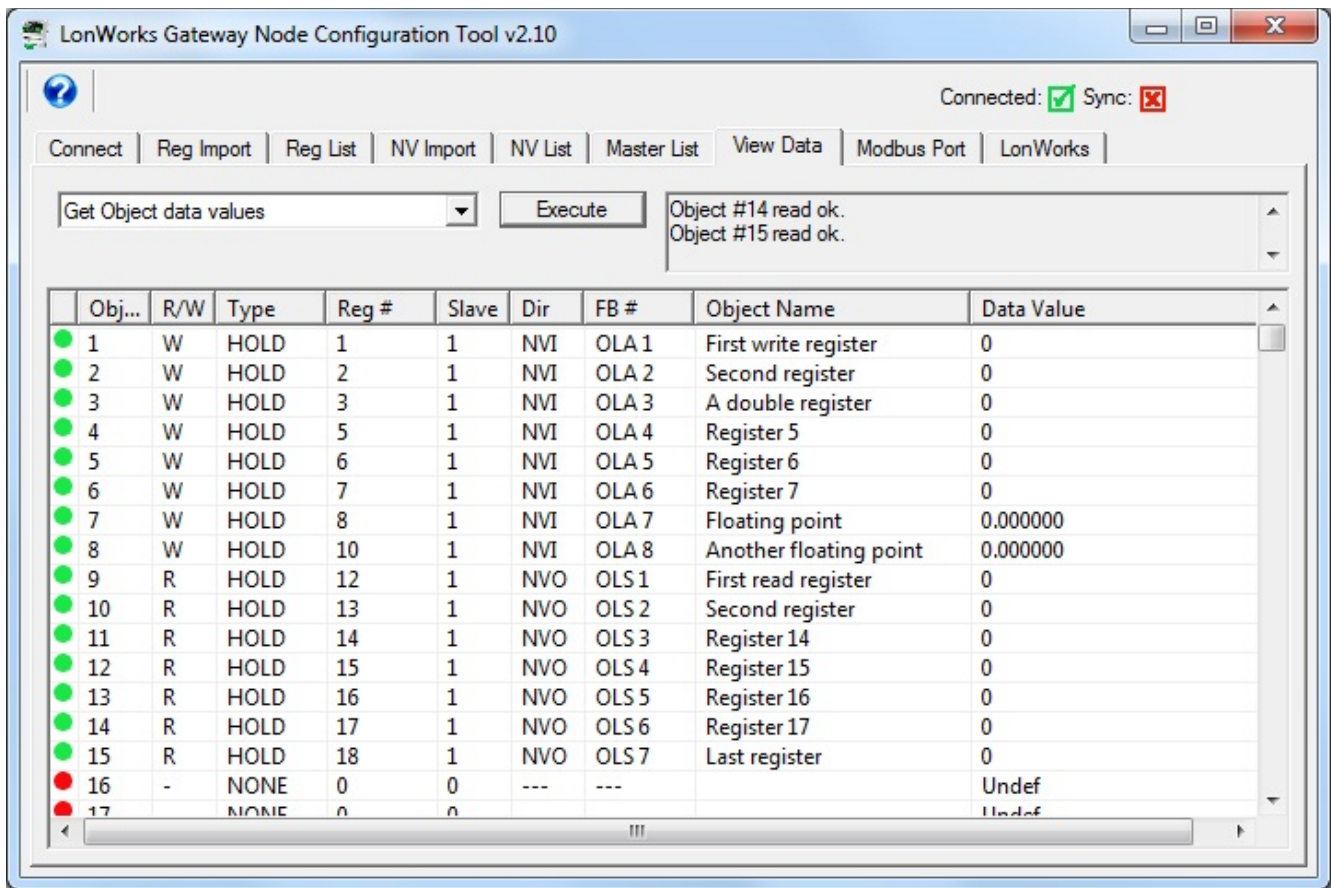 LonWorks Gateway Node Configuration Tool v2.10
Connected: Sync:
Connect Reg Import Reg List NV Import NV List Master List View Data Modbus Port LonWorks
Get Object data values Execute
Object #14 read ok.
Object #15 read ok.
Obj... R/W Type Reg # Slave Dir FB # Object Name Data Value
1 W HOLD 1 1 NVI OLA 1 First write register 0
2 W HOLD 2 1 NVI OLA 2 Second register 0
3 W HOLD 3 1 NVI OLA 3 A double register 0
4 W HOLD 5 1 NVI OLA 4 Register 5 0
5 W HOLD 6 1 NVI OLA 5 Register 6 0
6 W HOLD 7 1 NVI OLA 6 Register 7 0
7 W HOLD 8 1 NVI OLA 7 Floating point 0.000000
8 W HOLD 10 1 NVI OLA 8 Another floating point 0.000000
9 R HOLD 12 1 NVO OLS 1 First read register 0
10 R HOLD 13 1 NVO OLS 2 Second register 0
11 R HOLD 14 1 NVO OLS 3 Register 14 0
12 R HOLD 15 1 NVO OLS 4 Register 15 0
13 R HOLD 16 1 NVO OLS 5 Register 16 0
14 R HOLD 17 1 NVO OLS 6 Register 17 0
15 R HOLD 18 1 NVO OLS 7 Last register 0
16 - NONE 0 0 --- --- Undef
17 NONE 0 0 Undef